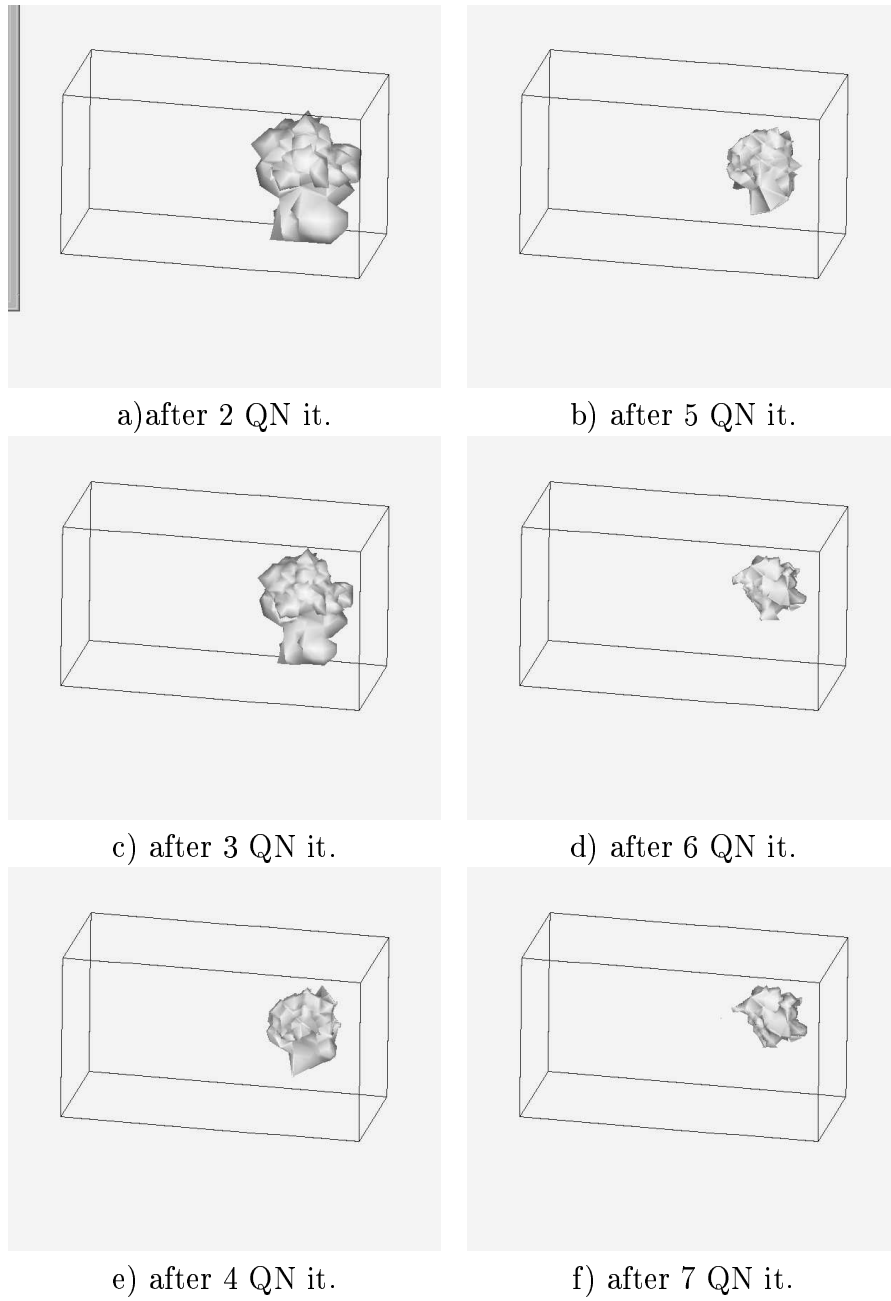 a)after 2 QN it.
b) after 5 QN it.
c) after 3 QN it.
d) after 6 QN it.
e) after 4 QN it.
f) after 7 QN it.